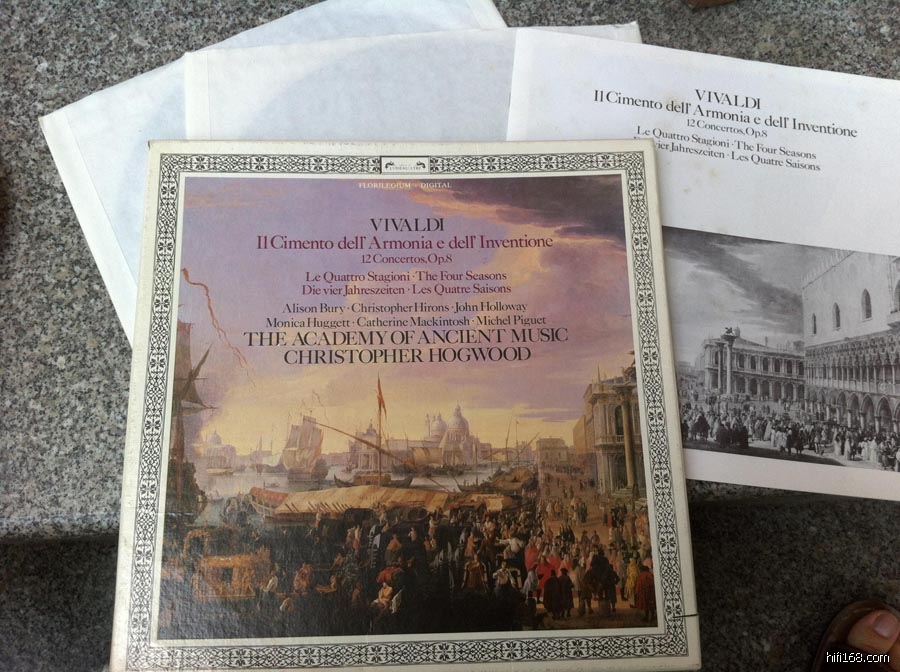 VIVALDI
Il Cimento dell'Armonia e dell'Inventione
12 Concertos,Op.8
Le Quattro Stagioni · The Four Seasons
Die vier Jahreszeiten · Les Quatre Saisons
FLORILEGIUM · DIGITAL
VIVALDI
Il Cimento dell'Armonia e dell'Inventione
12 Concertos,Op.8
Le Quattro Stagioni · The Four Seasons
Die vier Jahreszeiten · Les Quatre Saisons
Alison Bury · Christopher Hirons · John Holloway
Monica Huggett · Catherine Mackintosh · Michel Piguet
THE ACADEMY OF ANCIENT MUSIC
CHRISTOPHER HOGWOOD
hifi168.com